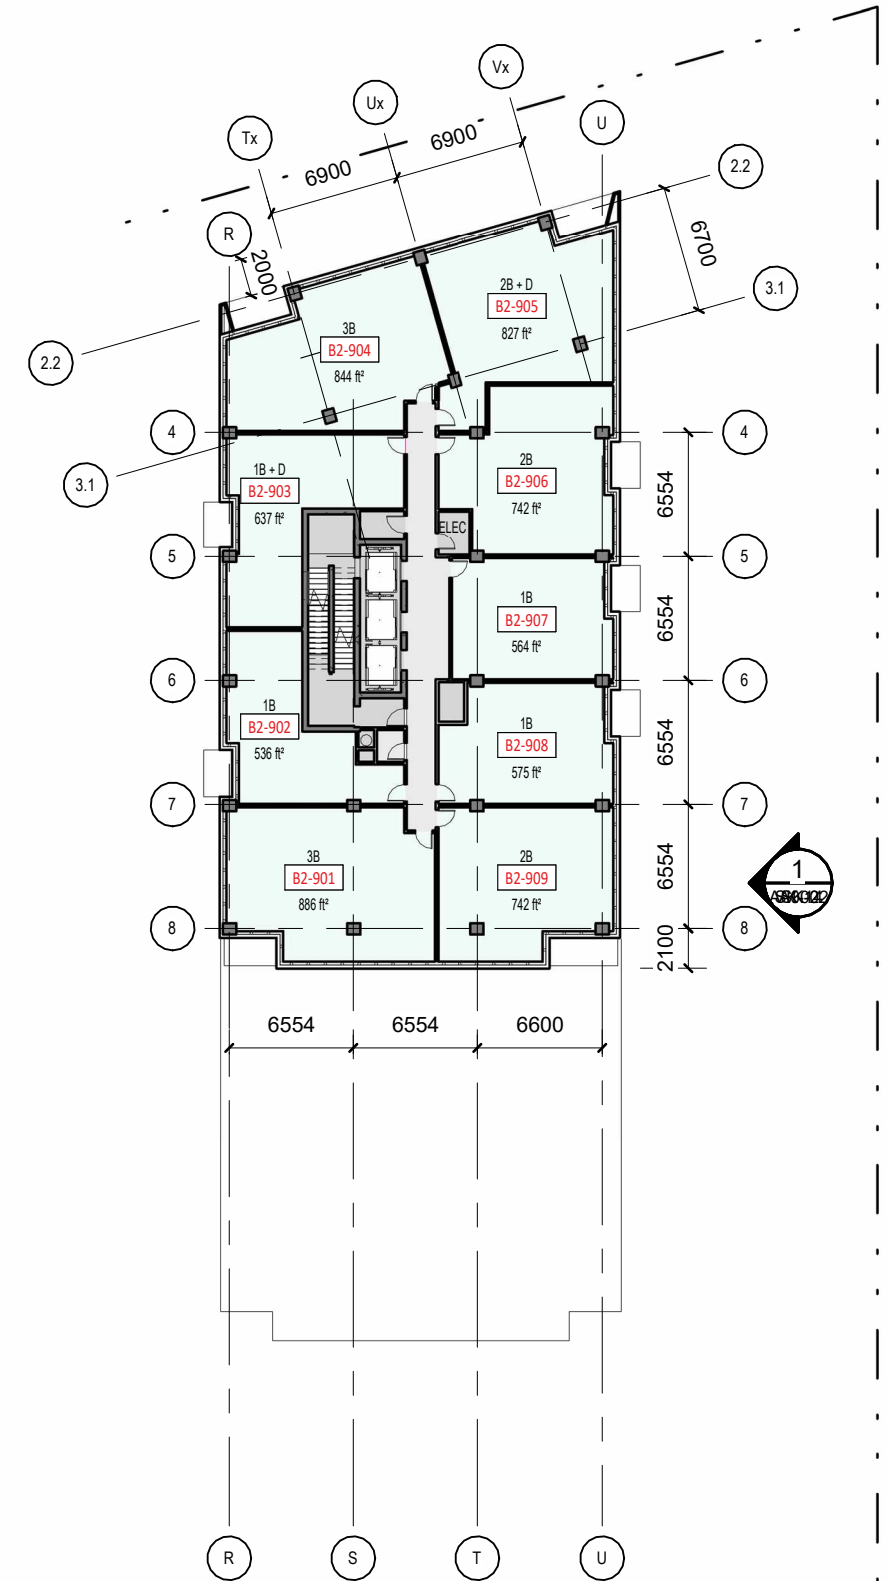 Vx
Ux
U
Tx
6900
6900
2.2
R
2000
6700
2B + D
B2-905
827 ft²
3.1
3B
B2-904
844 ft²
2.2
4
4
3.1
1B + D
B2-903
637 ft²
2B
B2-906
742 ft²
6554
ELEC
5
5
1B
B2-907
564 ft²
6554
6
6
1B
B2-902
536 ft²
1B
B2-908
575 ft²
6554
7
7
3B
B2-901
886 ft²
2B
B2-909
742 ft²
6554
1
8
8
2100
6554
6554
6600
R
S
T
U